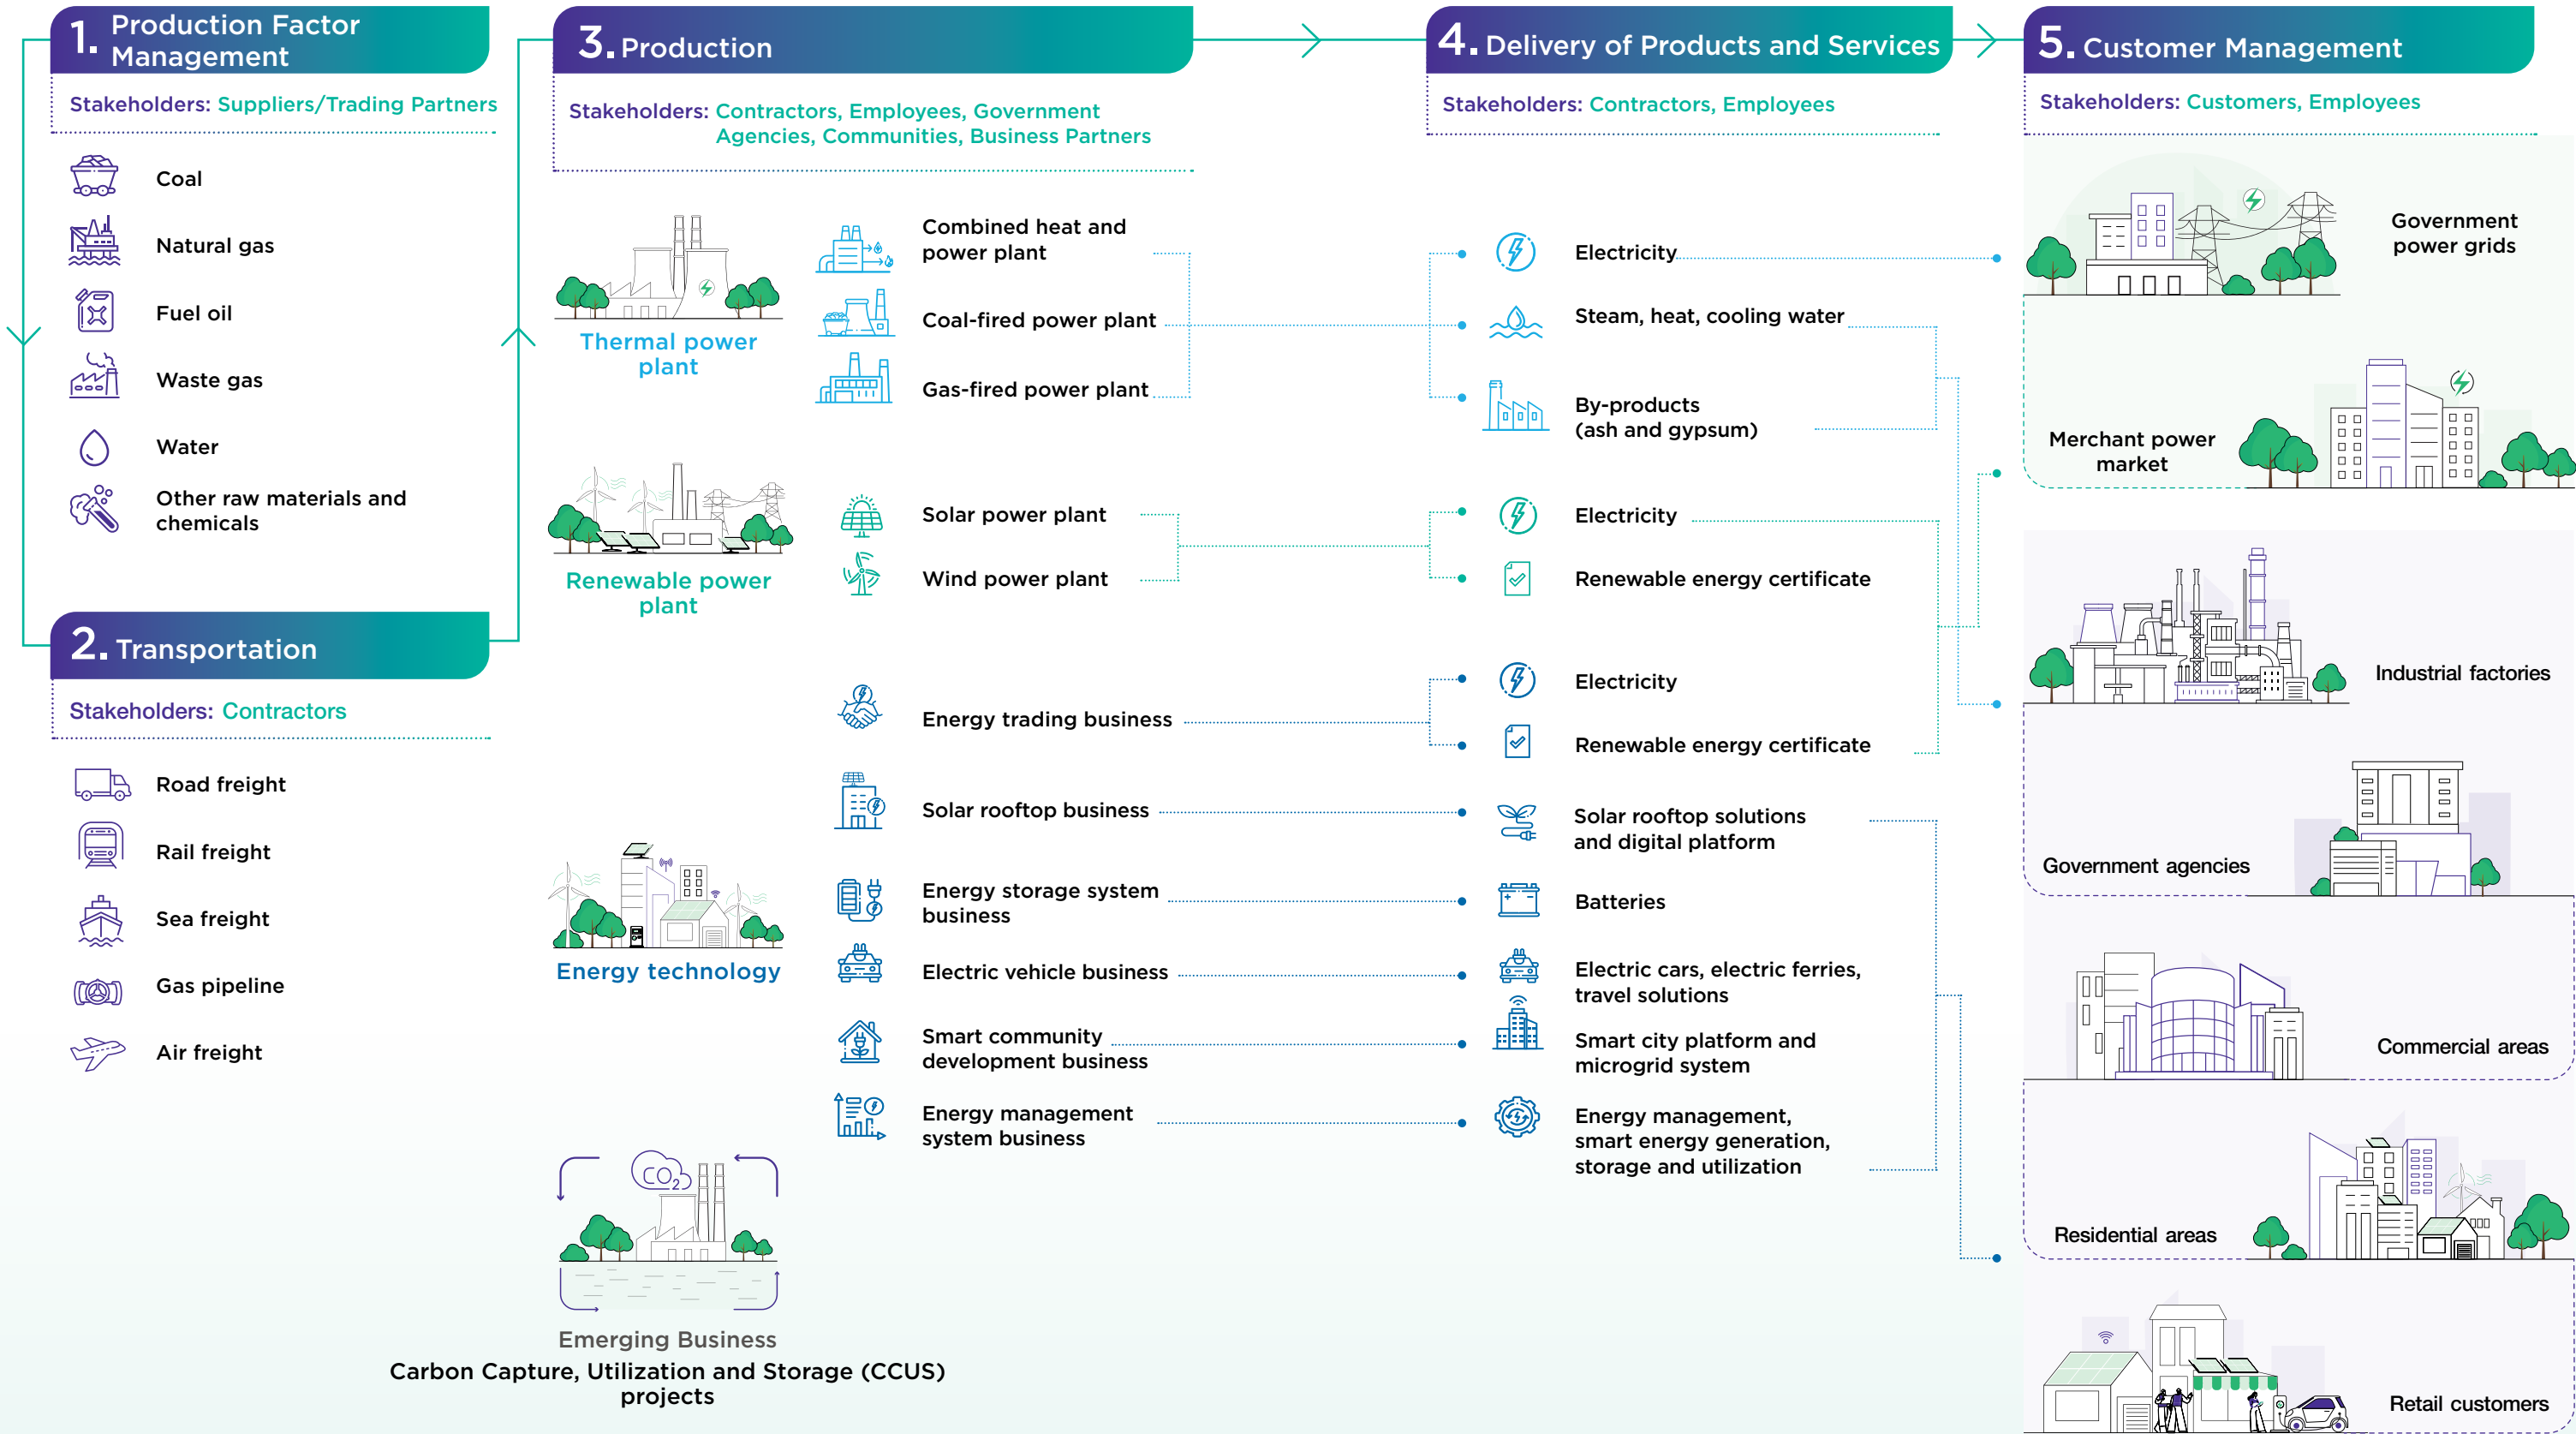 1. Production Factor
Management
Stakeholders: Suppliers/Trading Partners
Coal
Natural gas
Fuel oil
Waste gas
Water
Other raw materials and
chemicals
2. Transportation
Stakeholders: Contractors
Road freight
Rail freight
Sea freight
Gas pipeline
Air freight
3. Production
Stakeholders: Contractors, Employees, Government
Agencies, Communities, Business Partners
Thermal power
plant
Combined heat and
power plant
Coal-fired power plant
Gas-fired power plant
Renewable power
plant
Solar power plant
Wind power plant
Energy technology
Energy trading business
Solar rooftop business
Energy storage system
business
Electric vehicle business
Smart community
development business
Energy management
system business
CO2
Emerging Business
Carbon Capture, Utilization and Storage (CCUS)
projects
4. Delivery of Products and Services
Stakeholders: Contractors, Employees
Electricity
Steam, heat, cooling water
By-products
(ash and gypsum)
Electricity
Renewable energy certificate
Electricity
Renewable energy certificate
Solar rooftop solutions
and digital platform
Batteries
Electric cars, electric ferries,
travel solutions
Smart city platform and
microgrid system
Energy management,
smart energy generation,
storage and utilization
5. Customer Management
Stakeholders: Customers, Employees
Government
power grids
Merchant power
market
Industrial factories
Government agencies
Commercial areas
Residential areas
Retail customers